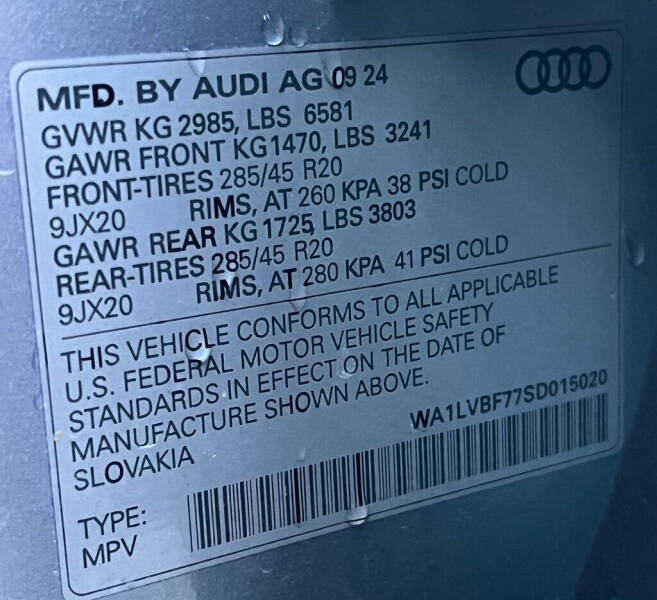 MFD. BY AUDI AG 09 24
GVWR KG 2985, LBS 6581
GAWR FRONT KG1470, LBS 3241
FRONT-TIRES 285/45 R20
9JX20 RIMS, AT 260 KPA 38 PSI COLD
GAWR REAR KG 1725, LBS 3803
REAR-TIRES 285/45 R20
9JX20 RIMS, AT 280 KPA 41 PSI COLD
THIS VEHICLE CONFORMS TO ALL APPLICABLE
U.S. FEDERAL MOTOR VEHICLE SAFETY
STANDARDS IN EFFECT ON THE DATE OF
MANUFACTURE SHOWN ABOVE.
SLOVAKIA
WA1LVBF77SD015020
TYPE:
MPV